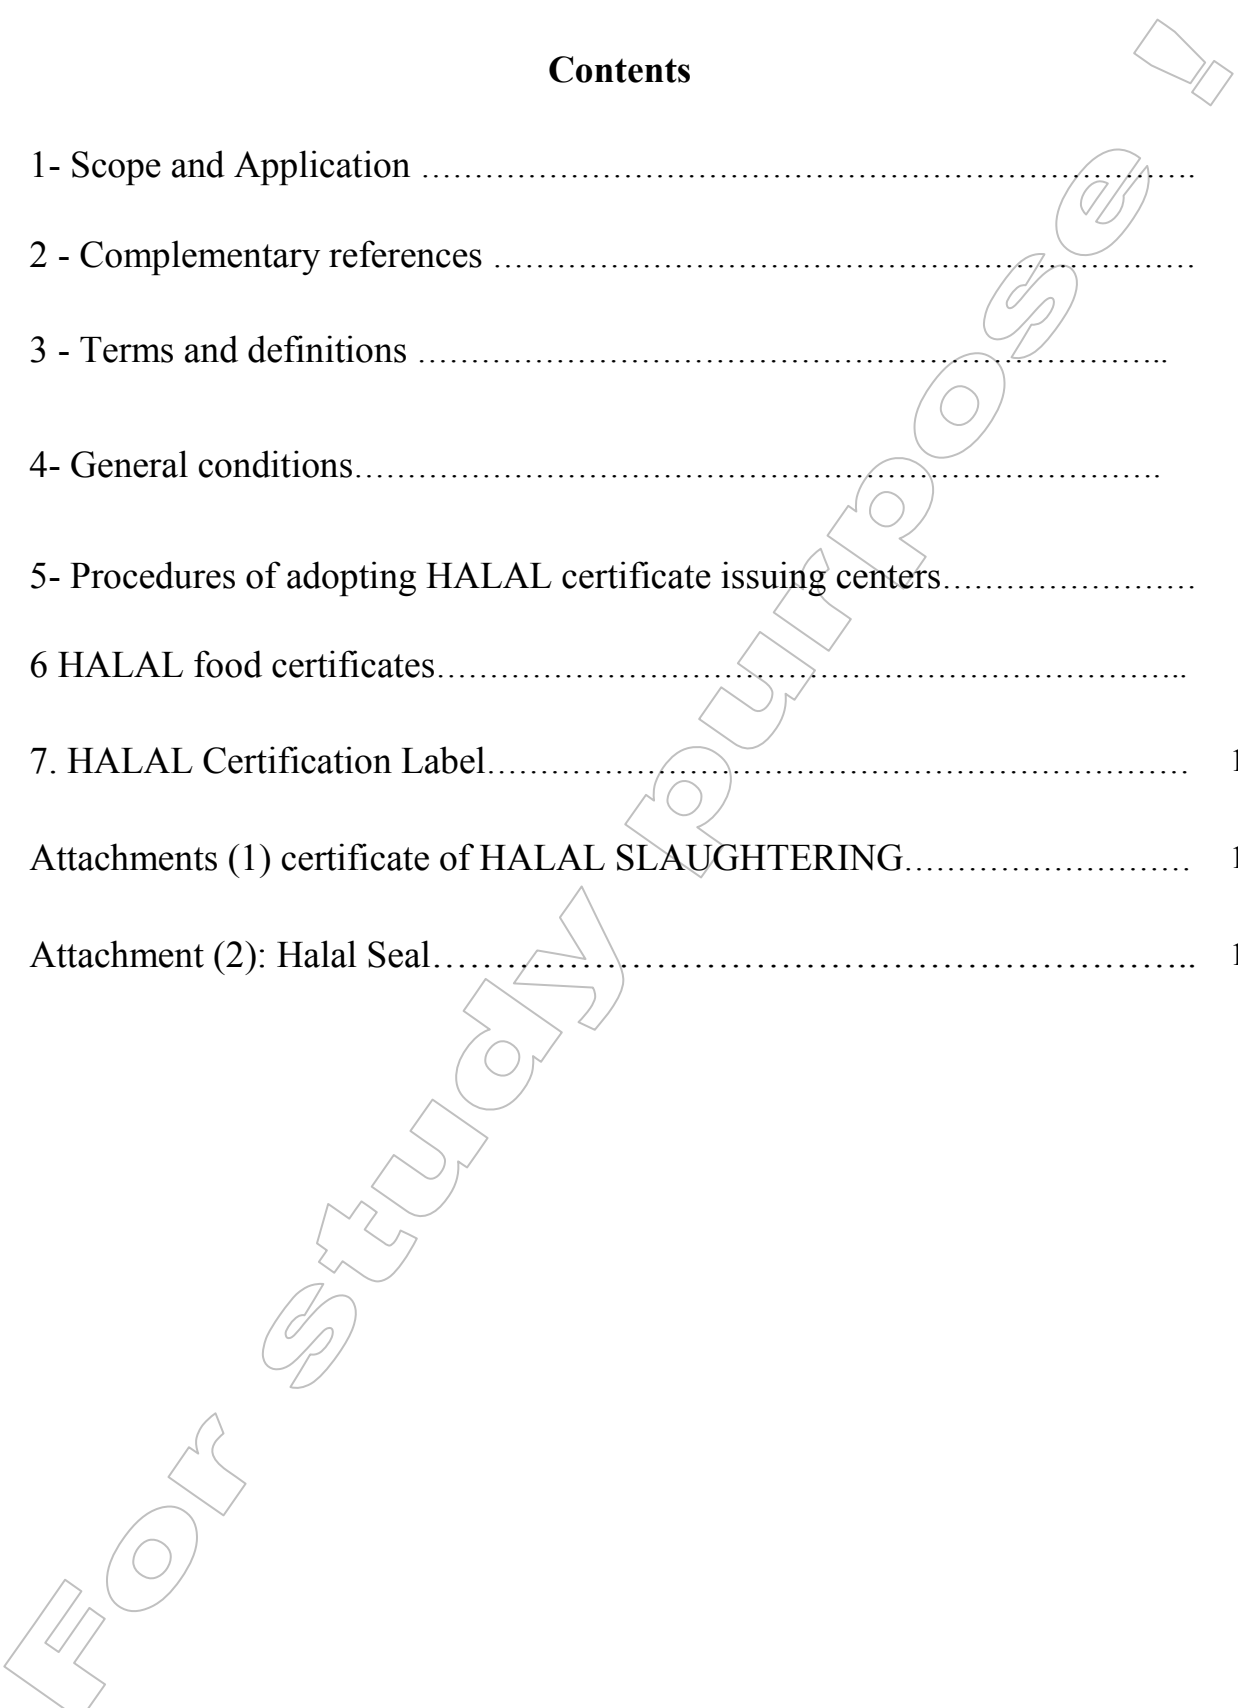 Contents
1- Scope and Application ……………………………………………………………….
2 - Complementary references …………………………………………………………
3 - Terms and definitions ……………………………………………………………..
4- General conditions………………………………………………………………….
5- Procedures of adopting HALAL certificate issuing centers……………………
6 HALAL food certificates……………………………………………………………..
7. HALAL Certification Label………………………………………………………… 1
Attachments (1) certificate of HALAL SLAUGHTERING……………………… 1
Attachment (2): Halal Seal…………………………………………………….. 1
For study purpose !